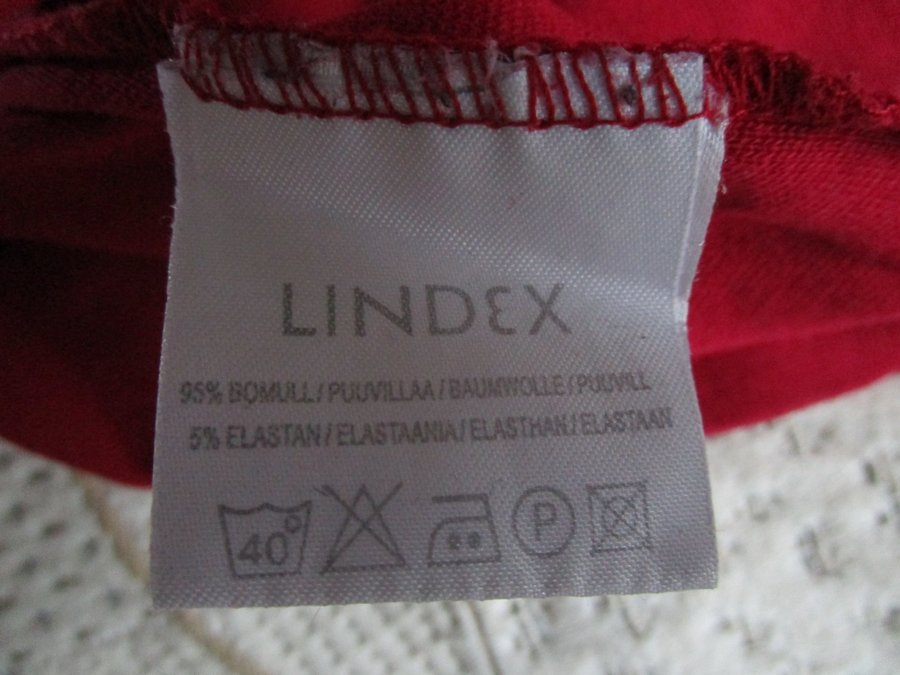 LINDEX
95% BOMULL / PUUVILLAA / BAUMWOLLE / PUUVILL
5% ELASTAN / ELASTAANIA / ELASTHAN / ELASTAAN
40° P